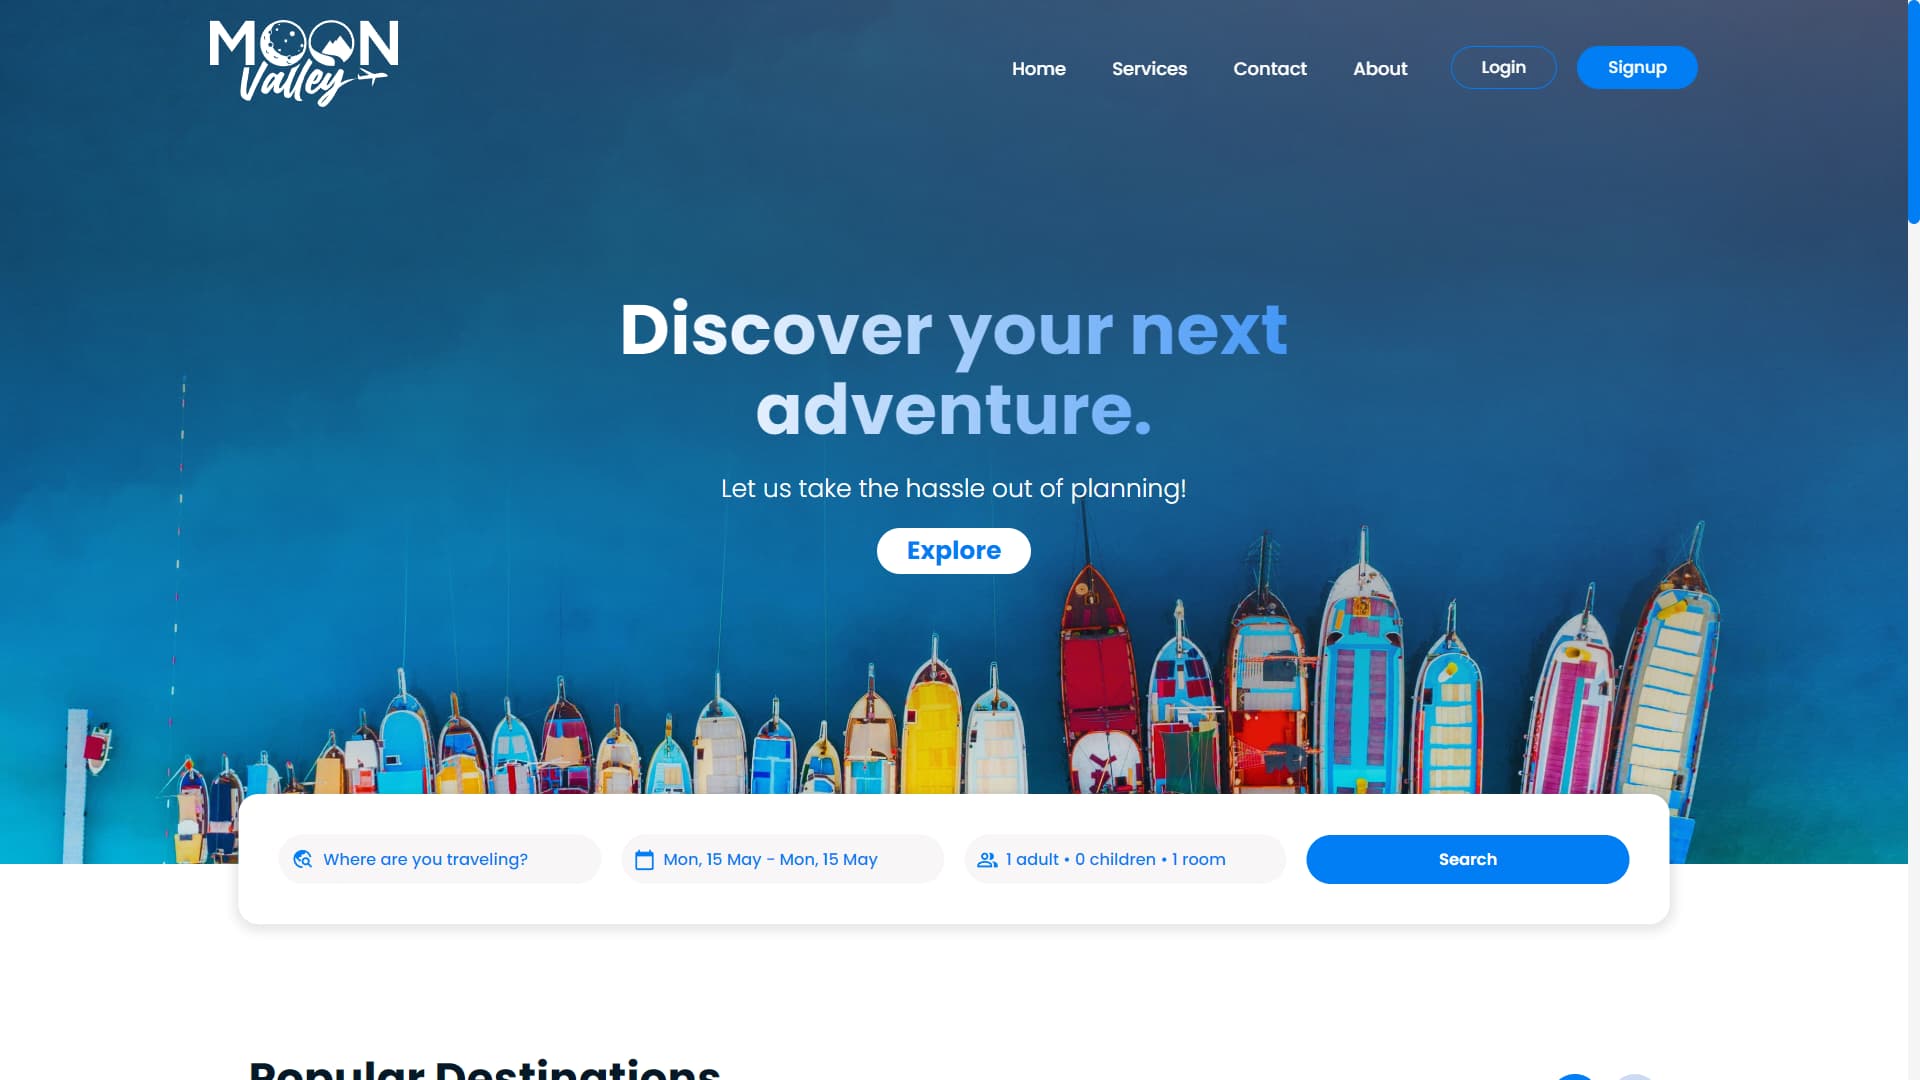 MOON
Valley
Home Services Contact About Login Signup
Discover your next
adventure.
Let us take the hassle out of planning!
Explore
Where are you traveling? Mon, 15 May - Mon, 15 May 1 adult • 0 children • 1 room Search
Popular Destinations